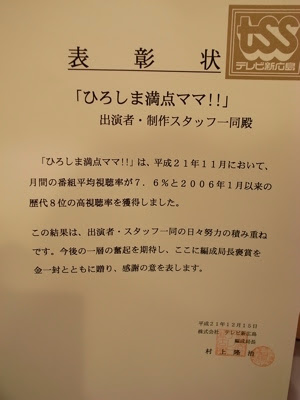 tss
テレビ新広島
表彰状
「ひろしま満点ママ!!」
出演者・制作スタッフ一同殿
「ひろしま満点ママ!!」は、平成21年11月において、
月間の番組平均視聴率が7.6%と2006年1月以来の
歴代8位の高視聴率を獲得しました。
この結果は、出演者・スタッフ一同の日々努力の積み重ね
です。今後の一層の奮起を期待し、ここに編成局長褒賞を
金一封とともに贈り、感謝の意を表します。
平成21年12月10日
株式会社 テレビ新広島
編成局長
村上